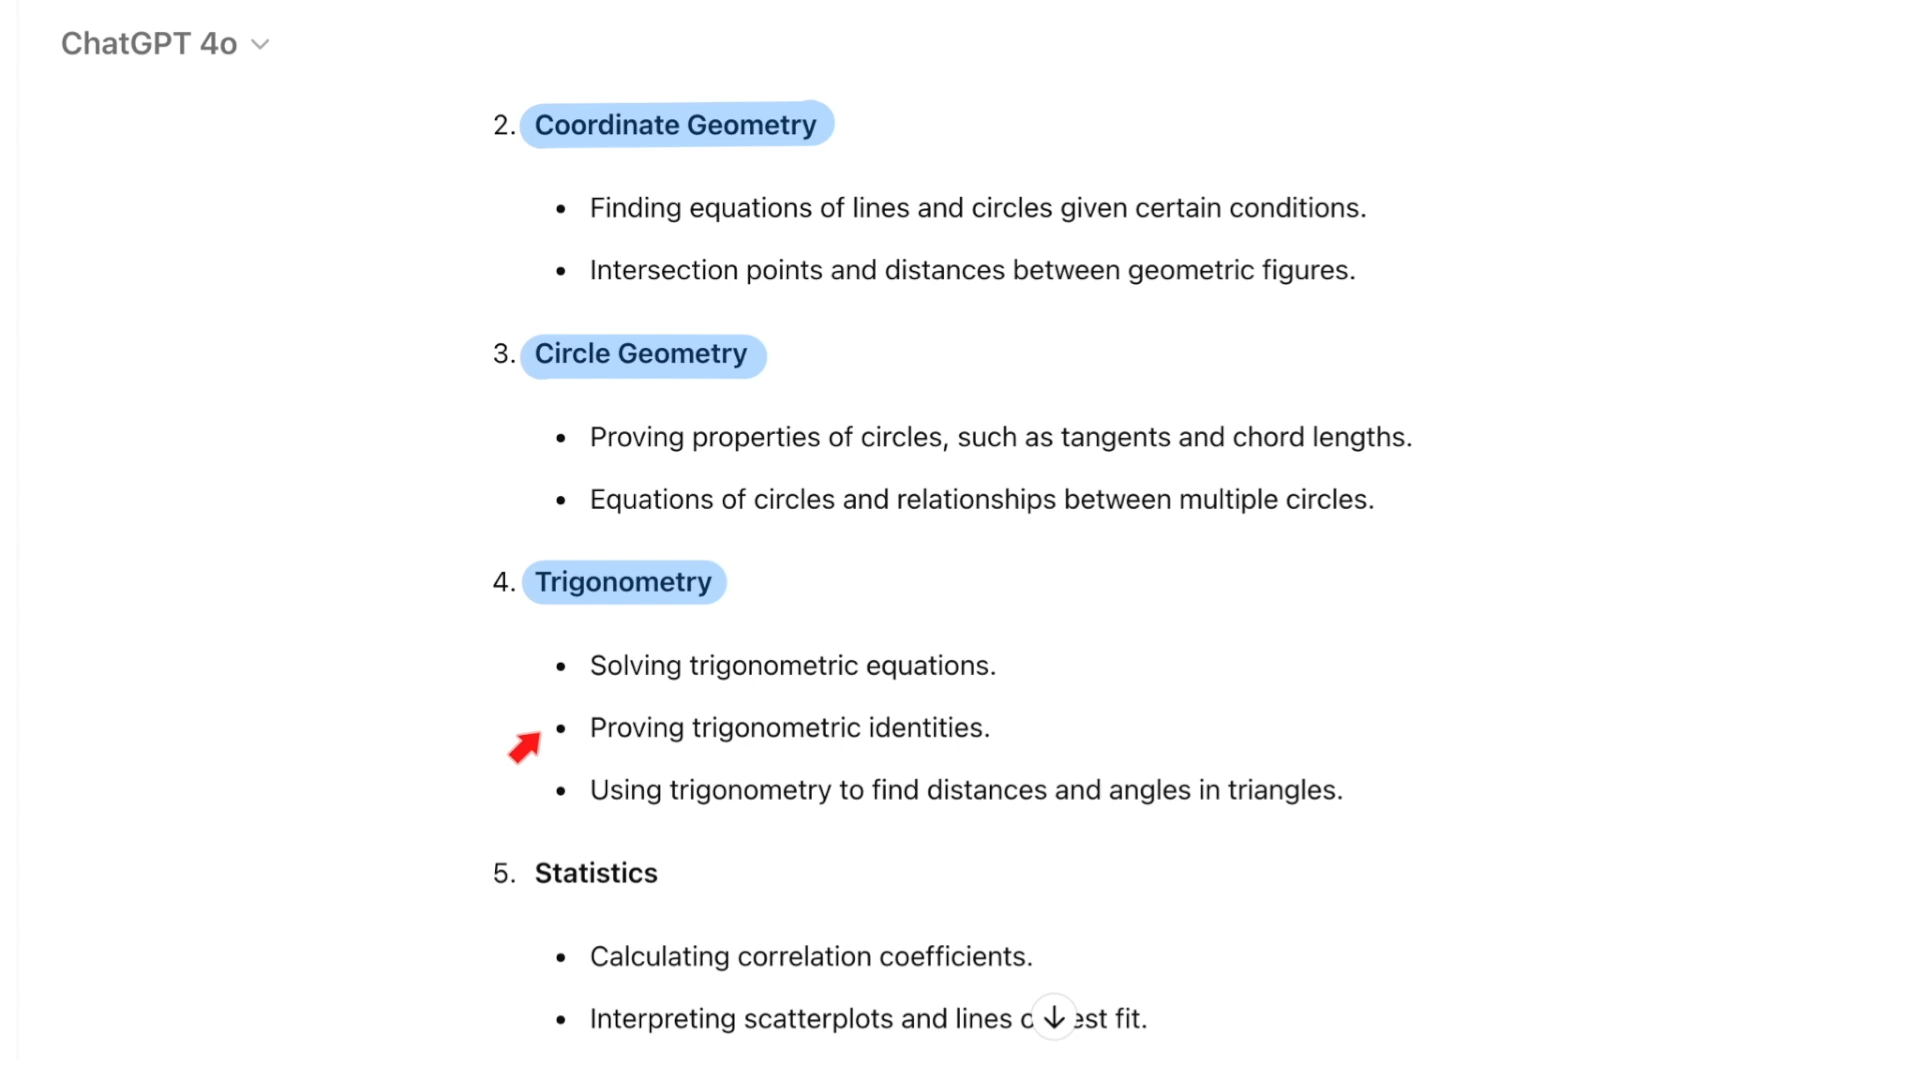 ChatGPT 4o
2. Coordinate Geometry
• Finding equations of lines and circles given certain conditions.
• Intersection points and distances between geometric figures.
3. Circle Geometry
• Proving properties of circles, such as tangents and chord lengths.
• Equations of circles and relationships between multiple circles.
4. Trigonometry
• Solving trigonometric equations.
• Proving trigonometric identities.
• Using trigonometry to find distances and angles in triangles.
5. Statistics
• Calculating correlation coefficients.
• Interpreting scatterplots and lines fit.